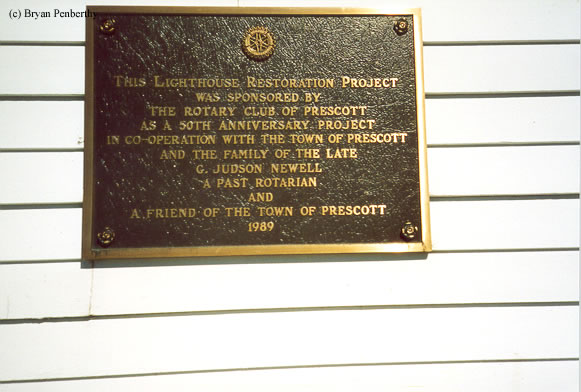 (c) Bryan Penberthy
THIS LIGHTHOUSE RESTORATION PROJECT
WAS SPONSORED BY
THE ROTARY CLUB OF PRESCOTT
AS A 50TH ANNIVERSARY PROJECT
IN CO-OPERATION WITH THE TOWN OF PRESCOTT
AND THE FAMILY OF THE LATE
G. JUDSON NEWELL
A PAST ROTARIAN
AND
A FRIEND OF THE TOWN OF PRESCOTT
1989